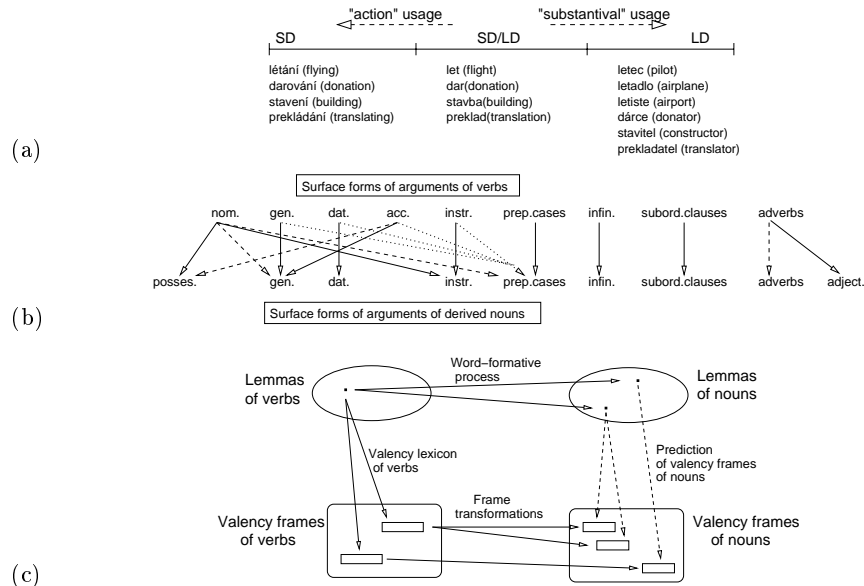 "action" usage "substantival" usage
SD SD/LD LD
létání (flying) let (flight) letec (pilot)
darování (donation) dar(donation) letadlo (airplane)
stavení (building) stavba(building) letiste (airport)
prekládání (translating) preklad(translation) dárce (donator)
stavitel (constructor)
(a) prekladatel (translator)
Surface forms of arguments of verbs
nom. gen. dat. acc. instr. prep.cases infin. subord.clauses adverbs
posses. gen. dat. instr. prep.cases infin. subord.clauses adverbs adject.
(b) Surface forms of arguments of derived nouns
Lemmas of verbs
Word−formative process
Lemmas of nouns
Valency lexicon of verbs
Prediction of valency frames of nouns
Valency frames of verbs
Frame transformations
Valency frames of nouns
(c)